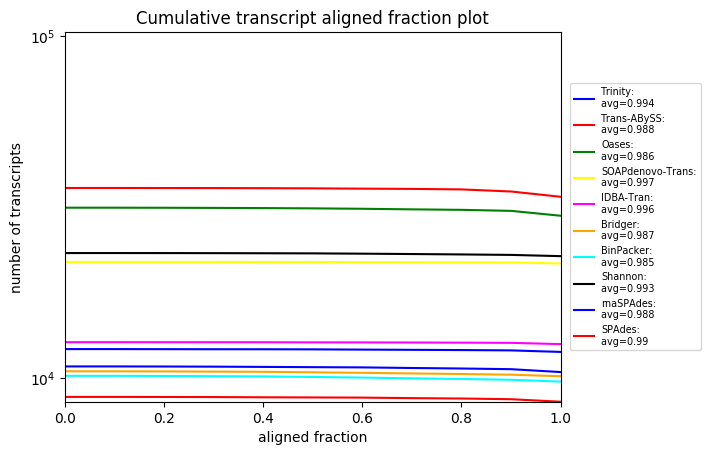 Cumulative transcript aligned fraction plot
10^5
10^4
number of transcripts
0.0 0.2 0.4 0.6 0.8 1.0
aligned fraction
Trinity:
avg=0.994
Trans-ABySS:
avg=0.988
Oases:
avg=0.986
SOAPdenovo-Trans:
avg=0.997
IDBA-Tran:
avg=0.996
Bridger:
avg=0.987
BinPacker:
avg=0.985
Shannon:
avg=0.993
rnaSPAdes:
avg=0.988
SPAdes:
avg=0.99